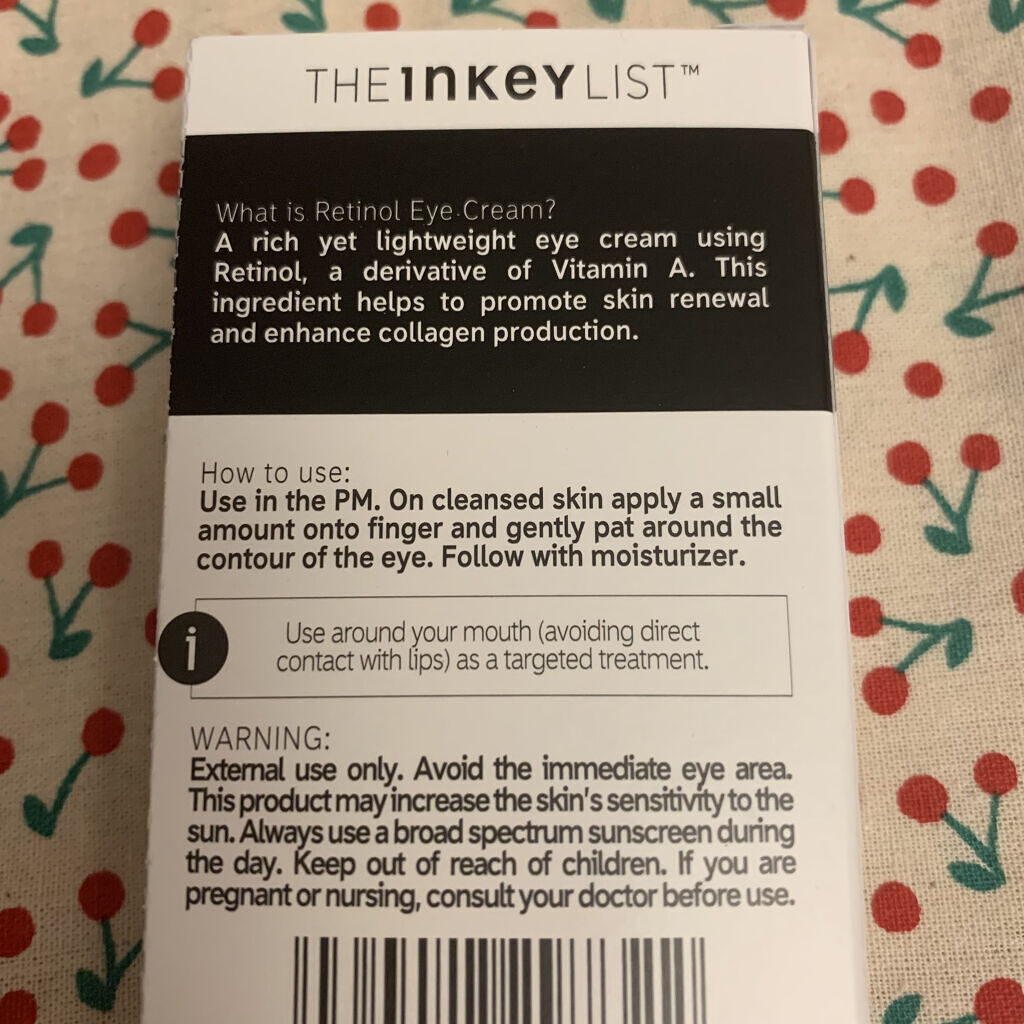 THE INKEY LIST™
What is Retinol Eye Cream?
A rich yet lightweight eye cream using
Retinol, a derivative of Vitamin A. This
ingredient helps to promote skin renewal
and enhance collagen production.
How to use:
Use in the PM. On cleansed skin apply a small
amount onto finger and gently pat around the
contour of the eye. Follow with moisturizer.
i
Use around your mouth (avoiding direct
contact with lips) as a targeted treatment.
WARNING:
External use only. Avoid the immediate eye area.
This product may increase the skin's sensitivity to the
sun. Always use a broad spectrum sunscreen during
the day. Keep out of reach of children. If you are
pregnant or nursing, consult your doctor before use.